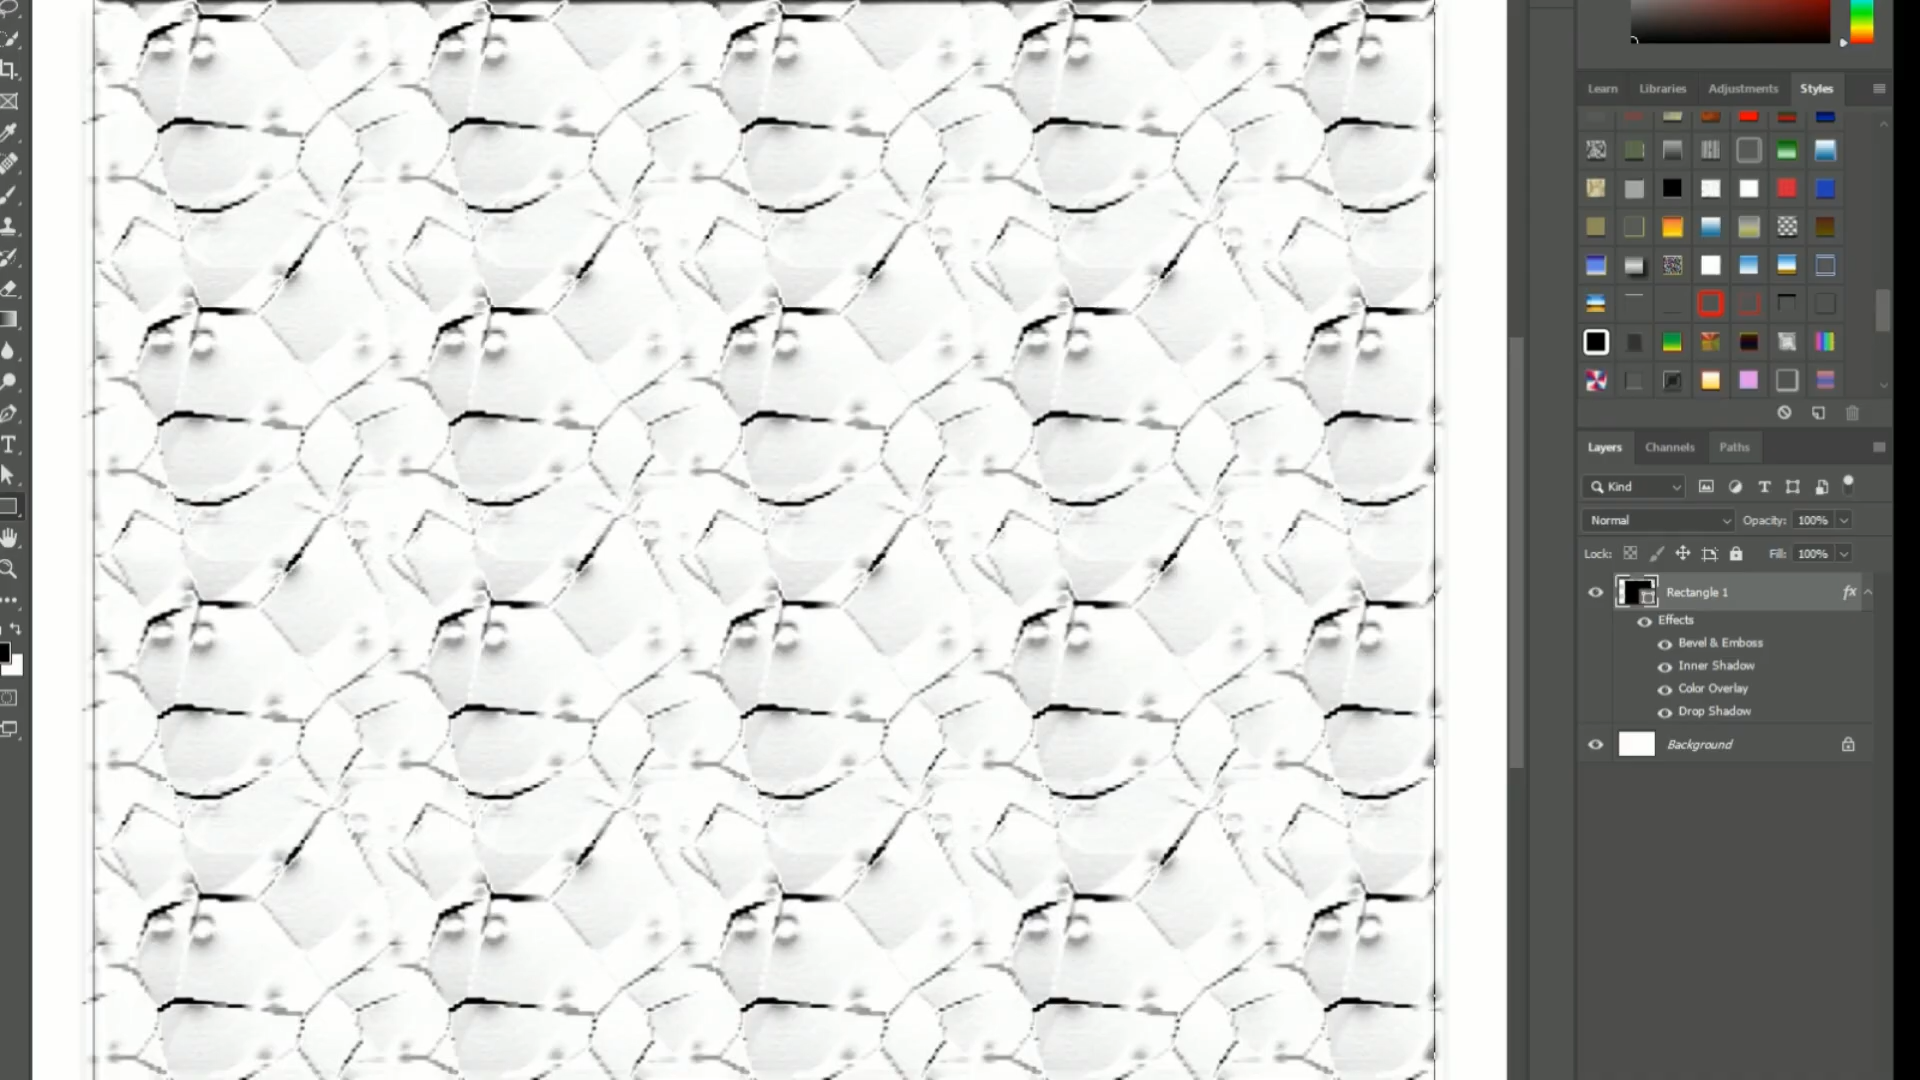 Learn Libraries Adjustments Styles
Layers Channels Paths
Kind
Normal Opacity: 100%
Lock: Fill: 100%
Rectangle 1 fx
Effects
Bevel & Emboss
Inner Shadow
Color Overlay
Drop Shadow
Background